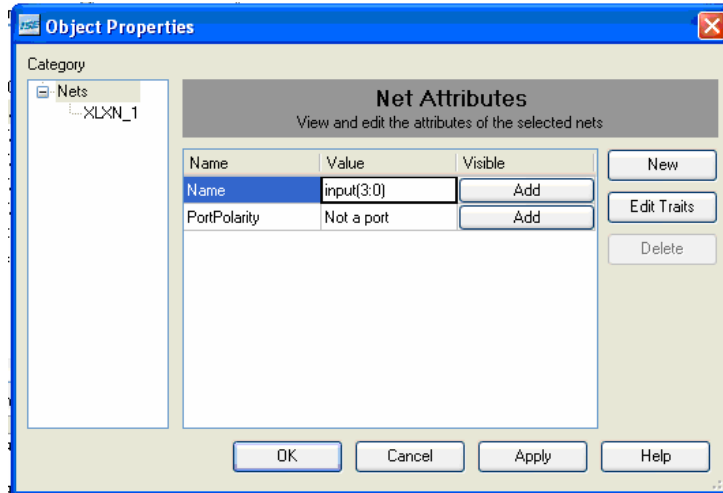 ISE Object Properties
Category
Nets
XLXN_1
Net Attributes
View and edit the attributes of the selected nets
Name Value Visible New
Name input(3:0) Add
Edit Traits
PortPolarity Not a port Add
Delete
OK Cancel Apply Help